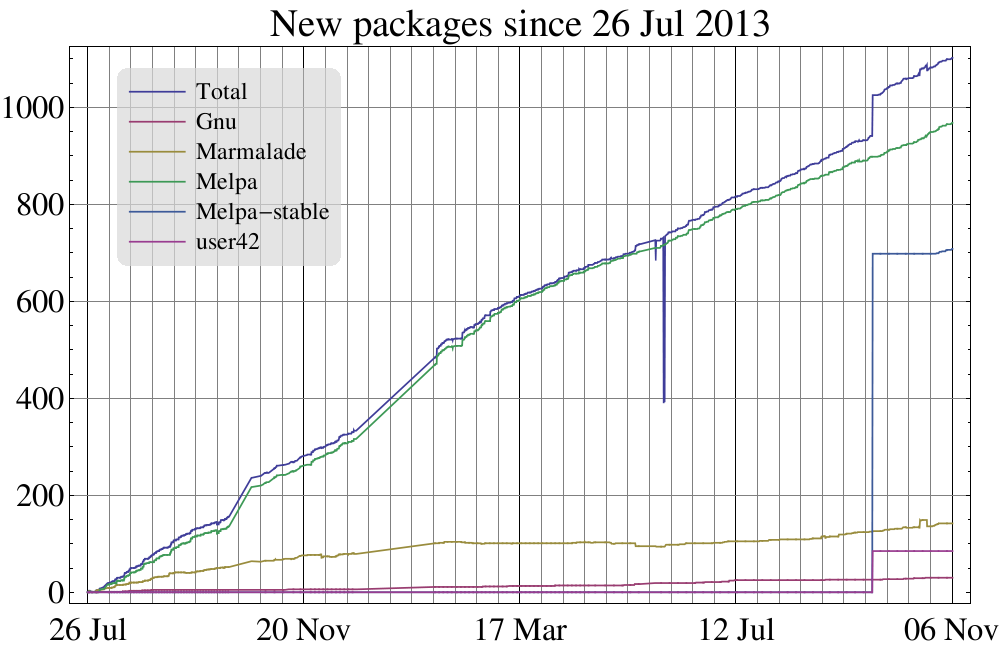 New packages since 26 Jul 2013
Total
Gnu
Marmalade
Melpa
Melpa−stable
user42
1000
800
600
400
200
0
26 Jul
20 Nov
17 Mar
12 Jul
06 Nov